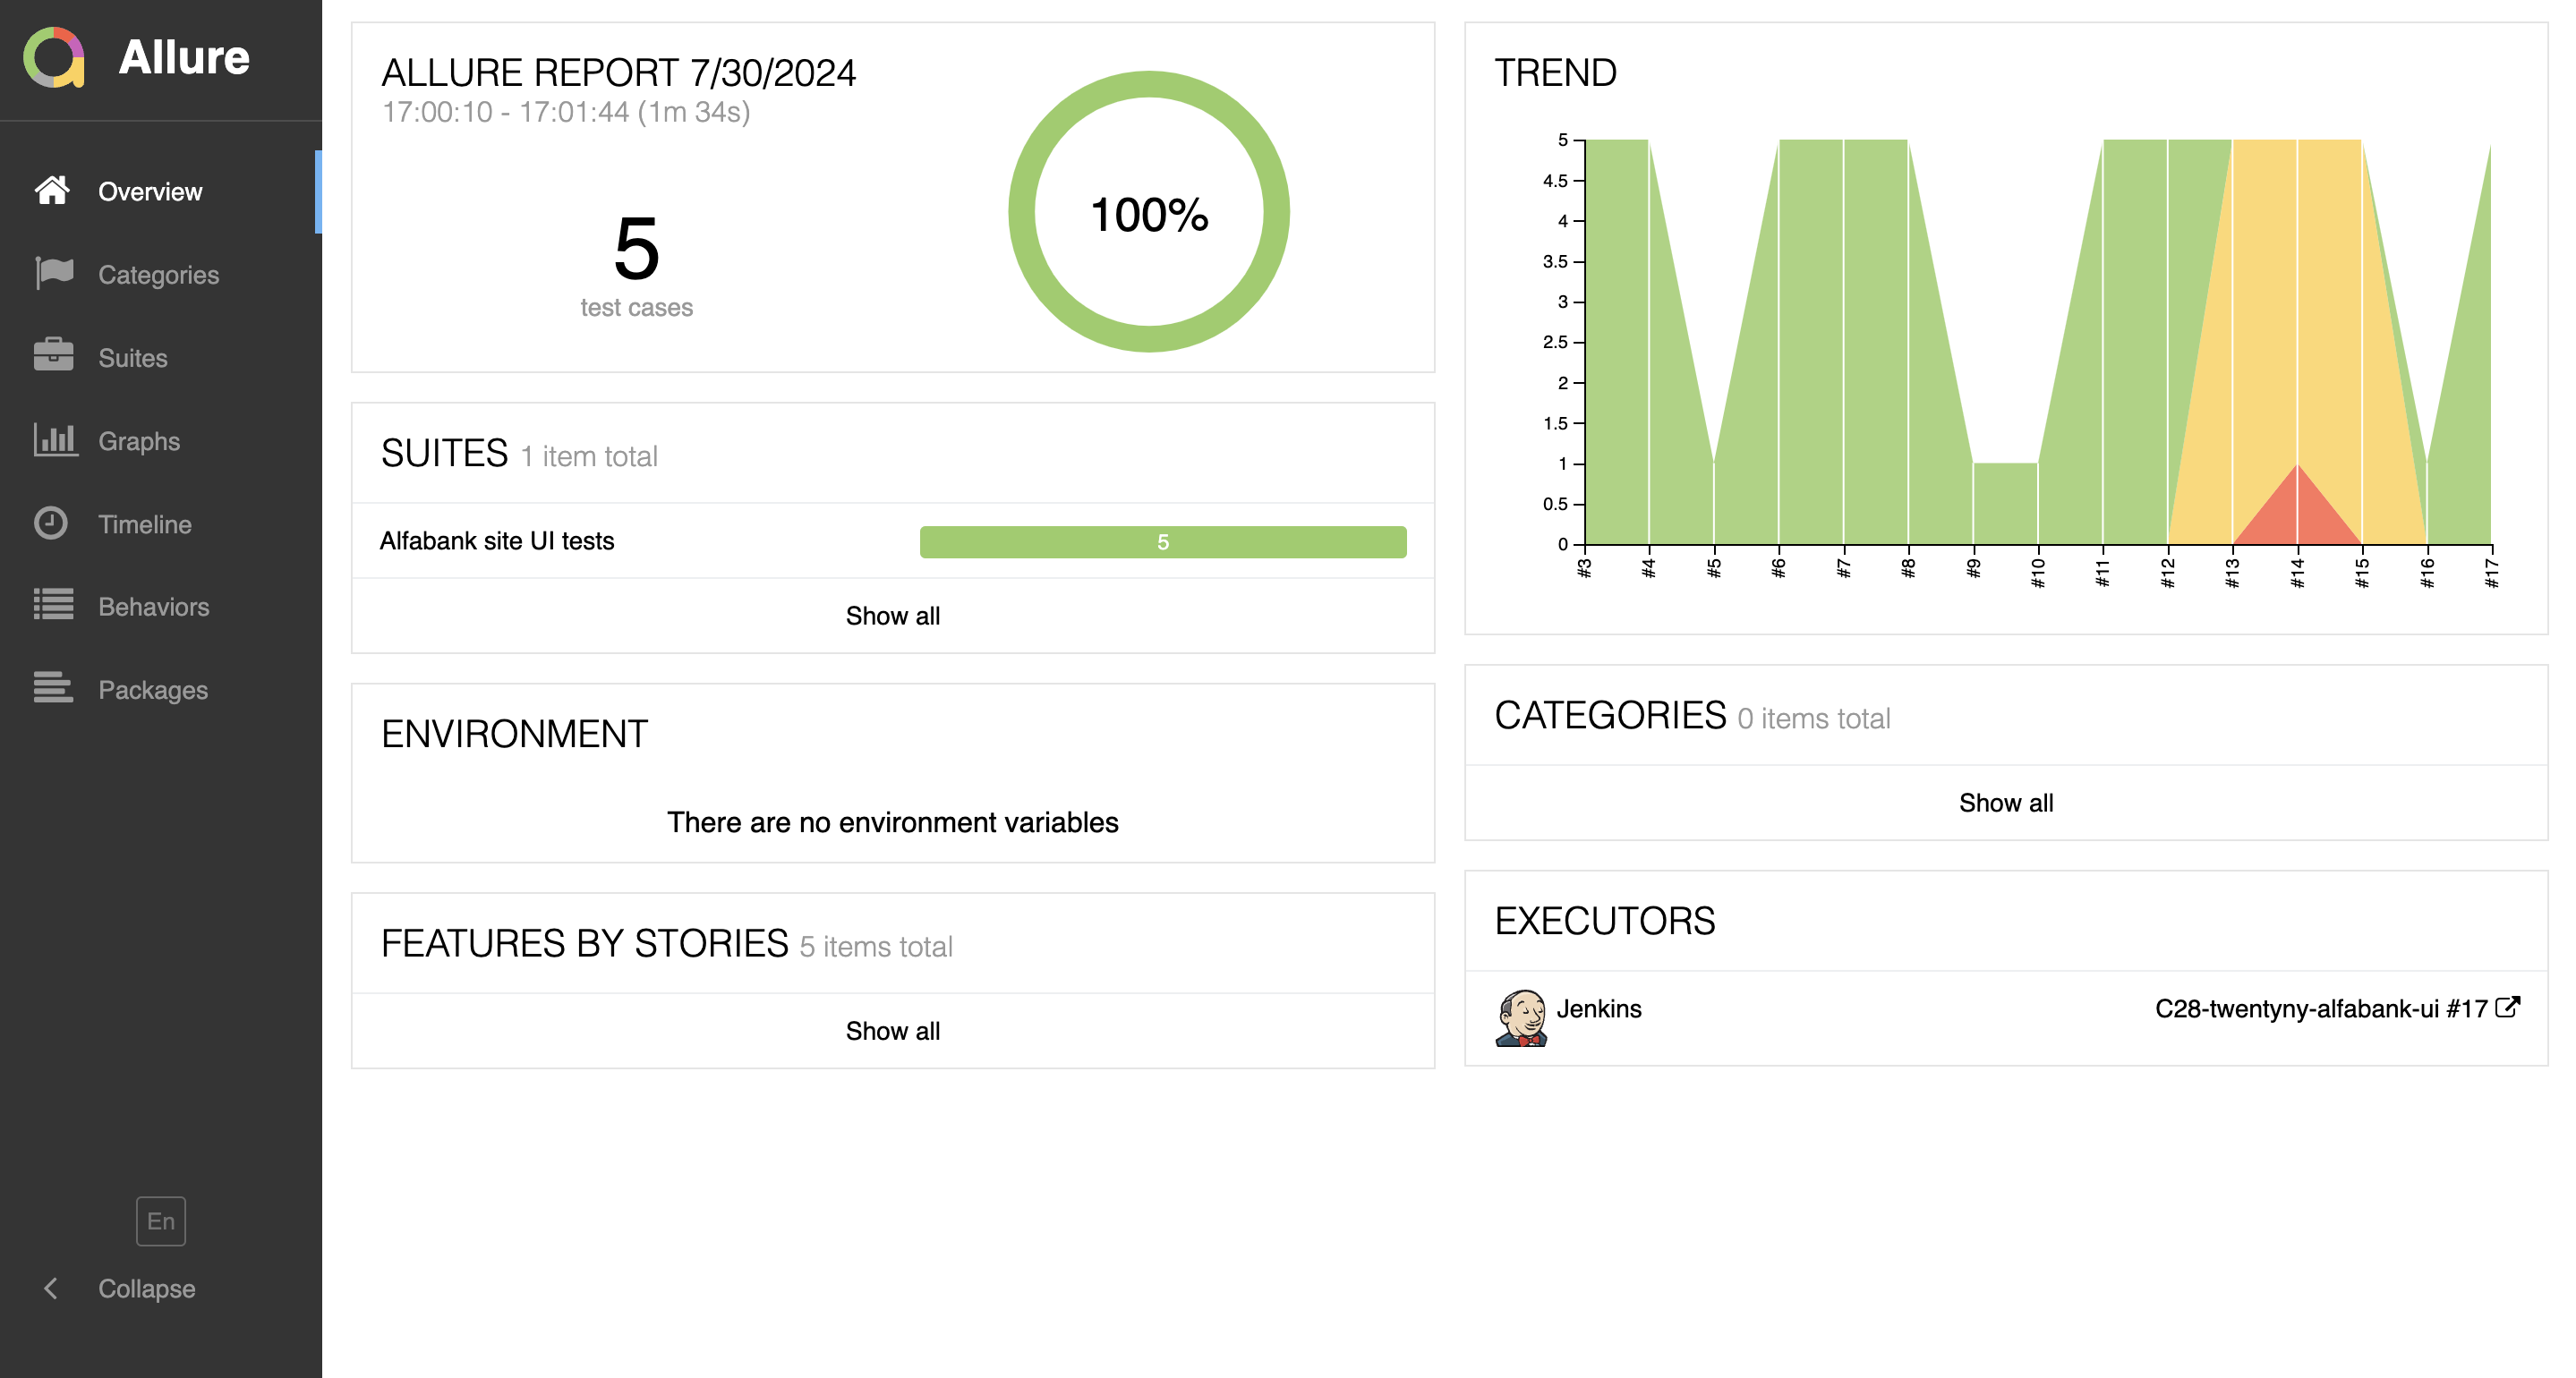 Allure
Overview
Categories
Suites
Graphs
Timeline
Behaviors
Packages
En
Collapse
ALLURE REPORT 7/30/2024
17:00:10 - 17:01:44 (1m 34s)
5
test cases
100%
SUITES 1 item total
Alfabank site UI tests 5
Show all
ENVIRONMENT
There are no environment variables
FEATURES BY STORIES 5 items total
Show all
TREND
5
4.5
4
3.5
3
2.5
2
1.5
1
0.5
0
#3 #4 #5 #6 #7 #8 #9 #10 #11 #12 #13 #14 #15 #16 #17
CATEGORIES 0 items total
Show all
EXECUTORS
Jenkins C28-twentyny-alfabank-ui #17